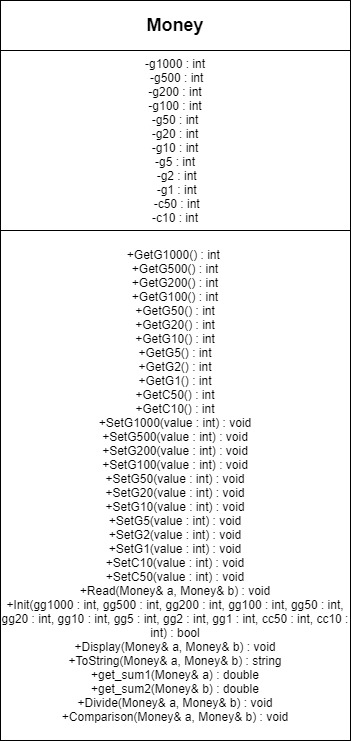 Money
-g1000 : int
-g500 : int
-g200 : int
-g100 : int
-g50 : int
-g20 : int
-g10 : int
-g5 : int
-g2 : int
-g1 : int
-c50 : int
-c10 : int
+GetG1000() : int
+GetG500() : int
+GetG200() : int
+GetG100() : int
+GetG50() : int
+GetG20() : int
+GetG10() : int
+GetG5() : int
+GetG2() : int
+GetG1() : int
+GetC50() : int
+GetC10() : int
+SetG1000(value : int) : void
+SetG500(value : int) : void
+SetG200(value : int) : void
+SetG100(value : int) : void
+SetG50(value : int) : void
+SetG20(value : int) : void
+SetG10(value : int) : void
+SetG5(value : int) : void
+SetG2(value : int) : void
+SetG1(value : int) : void
+SetC10(value : int) : void
+SetC50(value : int) : void
+Read(Money& a, Money& b) : void
+Init(gg1000 : int, gg500 : int, gg200 : int, gg100 : int, gg50 : int,
gg20 : int, gg10 : int, gg5 : int, gg2 : int, gg1 : int, cc50 : int, cc10 :
int) : bool
+Display(Money& a, Money& b) : void
+ToString(Money& a, Money& b) : string
+get_sum1(Money& a) : double
+get_sum2(Money& b) : double
+Divide(Money& a, Money& b) : void
+Comparison(Money& a, Money& b) : void